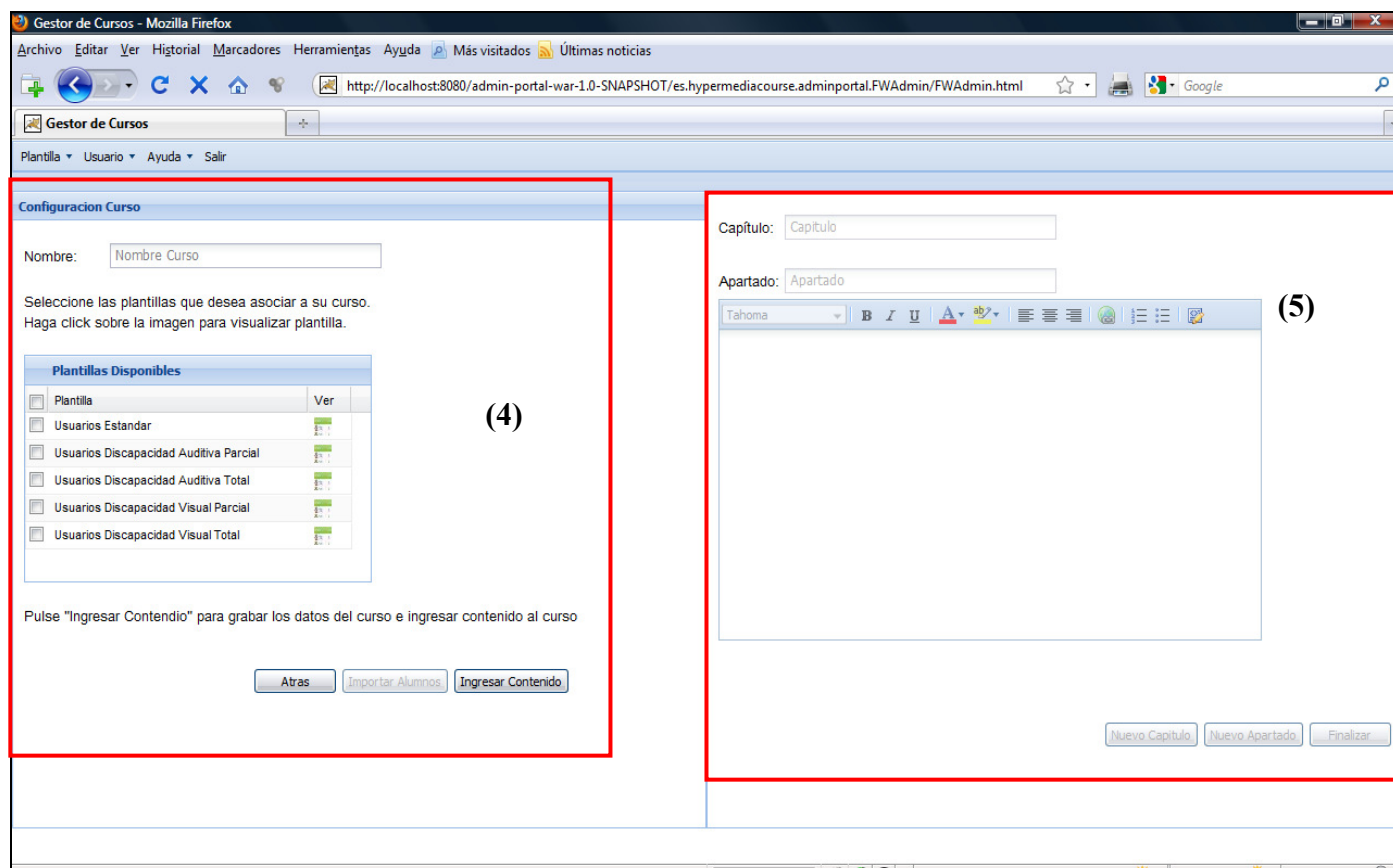 Gestor de Cursos - Mozilla Firefox
Archivo Editar Ver Historial Marcadores Herramientas Ayuda Más visitados Últimas noticias
http://localhost:8080/admin-portal-war-1.0-SNAPSHOT/es.hypermediacourse.adminportal.FWAdmin/FWAdmin.html Google
Gestor de Cursos
Plantilla Usuario Ayuda Salir
Configuracion Curso
Nombre: Nombre Curso
Seleccione las plantillas que desea asociar a su curso.
Haga click sobre la imagen para visualizar plantilla.
Plantillas Disponibles
Plantilla Ver
Usuarios Estandar
Usuarios Discapacidad Auditiva Parcial
Usuarios Discapacidad Auditiva Total
Usuarios Discapacidad Visual Parcial
Usuarios Discapacidad Visual Total
(4)
Pulse "Ingresar Contendio" para grabar los datos del curso e ingresar contenido al curso
Atras Importar Alumnos Ingresar Contenido
Capítulo: Capitulo
Apartado: Apartado
Tahoma B I U A ab
(5)
Nuevo Capitulo Nuevo Apartado Finalizar